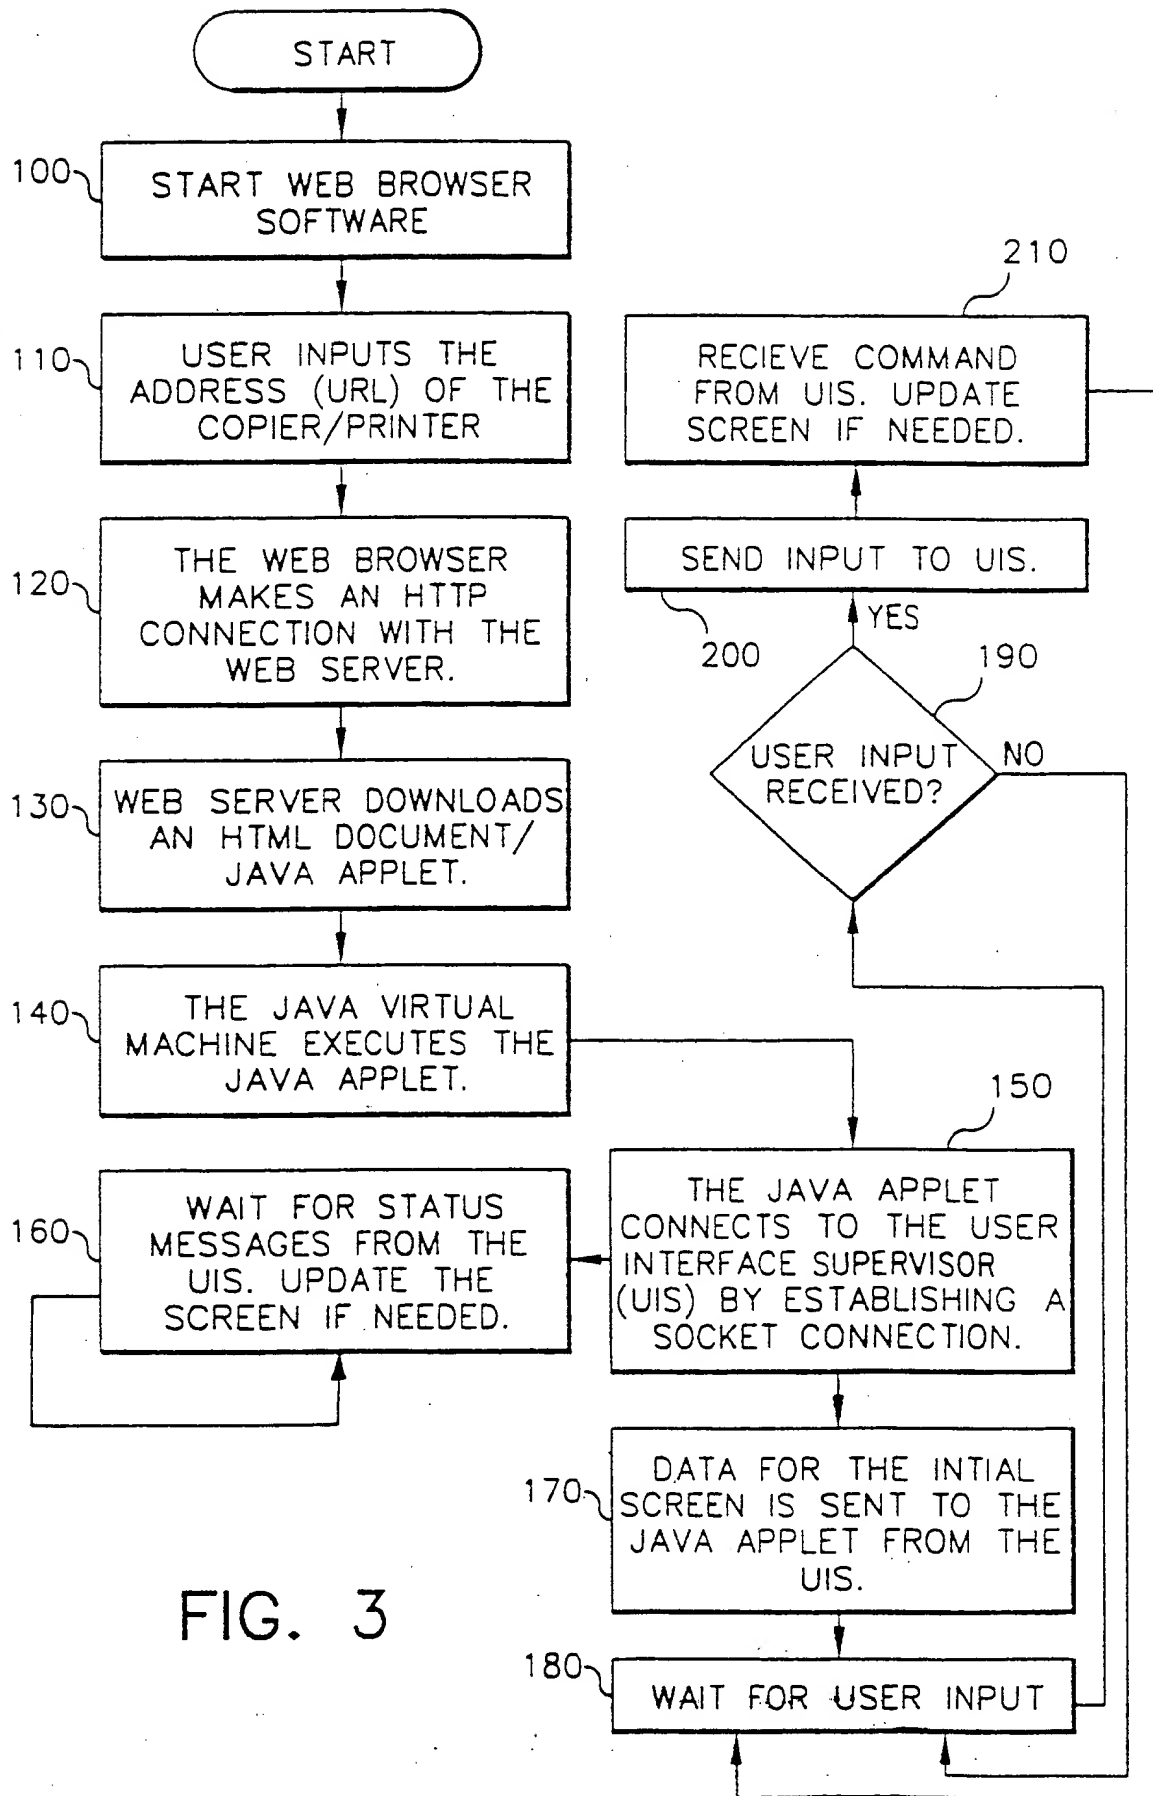 START
100
START WEB BROWSER
SOFTWARE
110
USER INPUTS THE
ADDRESS (URL) OF THE
COPIER/PRINTER
120
THE WEB BROWSER
MAKES AN HTTP
CONNECTION WITH THE
WEB SERVER.
130
WEB SERVER DOWNLOADS
AN HTML DOCUMENT/
JAVA APPLET.
140
THE JAVA VIRTUAL
MACHINE EXECUTES THE
JAVA APPLET.
150
THE JAVA APPLET
CONNECTS TO THE USER
INTERFACE SUPERVISOR
(UIS) BY ESTABLISHING A
SOCKET CONNECTION.
160
WAIT FOR STATUS
MESSAGES FROM THE
UIS. UPDATE THE
SCREEN IF NEEDED.
170
DATA FOR THE INTIAL
SCREEN IS SENT TO THE
JAVA APPLET FROM THE
UIS.
180
WAIT FOR USER INPUT
190
USER INPUT
RECEIVED?
NO
YES
200
SEND INPUT TO UIS.
210
RECIEVE COMMAND
FROM UIS. UPDATE
SCREEN IF NEEDED.
FIG. 3